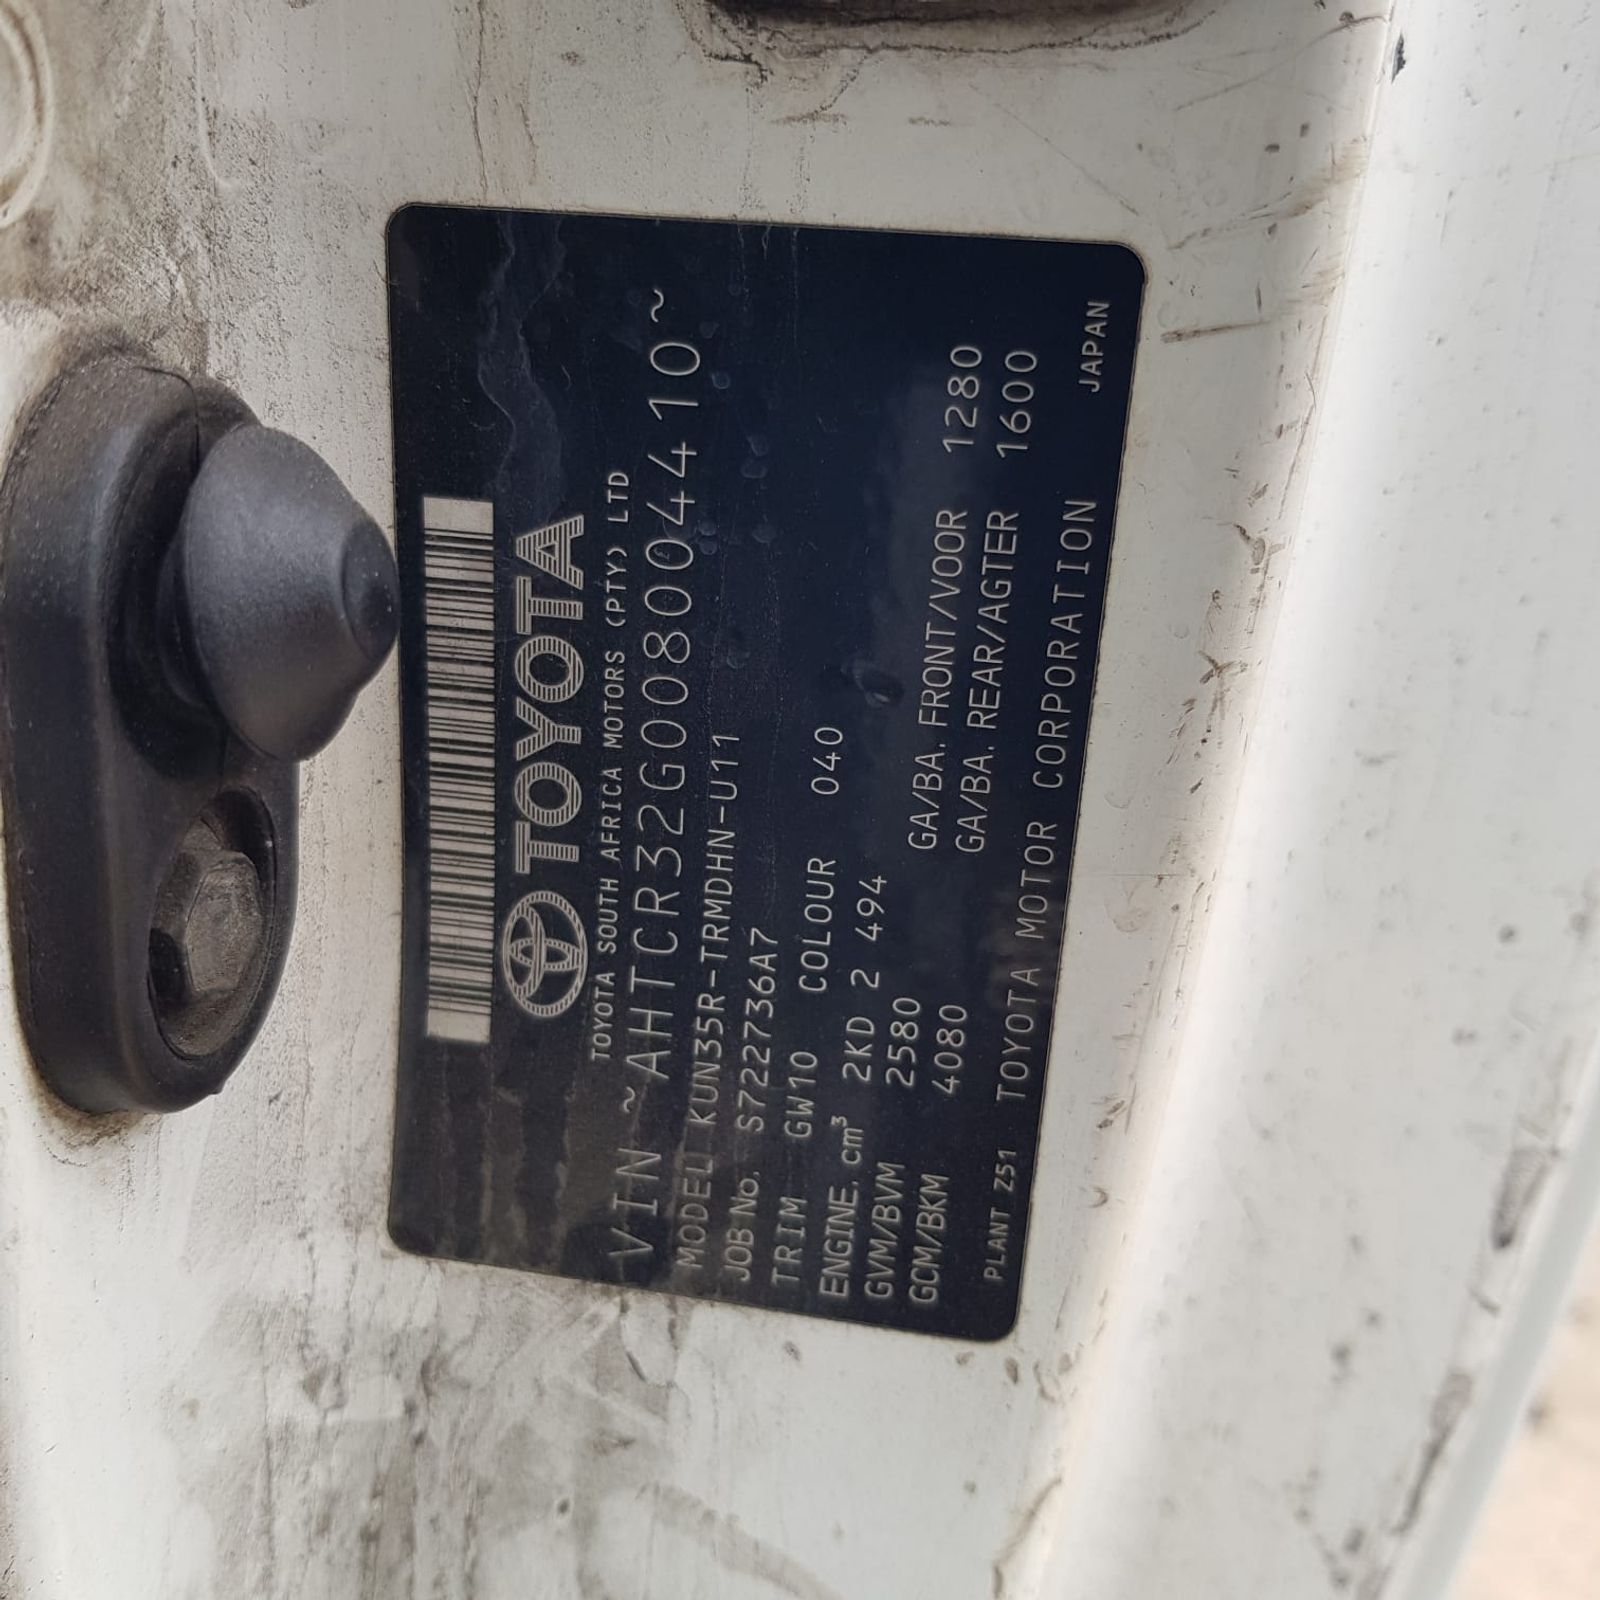 TOYOTA
TOYOTA SOUTH AFRICA MOTORS (PTY) LTD
VIN ~AHTCR32G008004410~
MODEL KUN35R-TRMDHN-U11
JOB No. S722736A7
TRIM GW10 COLOUR 040
ENGINE. cm³ 2KD 2 494
GVM/BVM 2580 GA/BA. FRONT/VOOR 1280
GCM/BKM 4080 GA/BA. REAR/AGTER 1600
PLANT Z51 TOYOTA MOTOR CORPORATION JAPAN